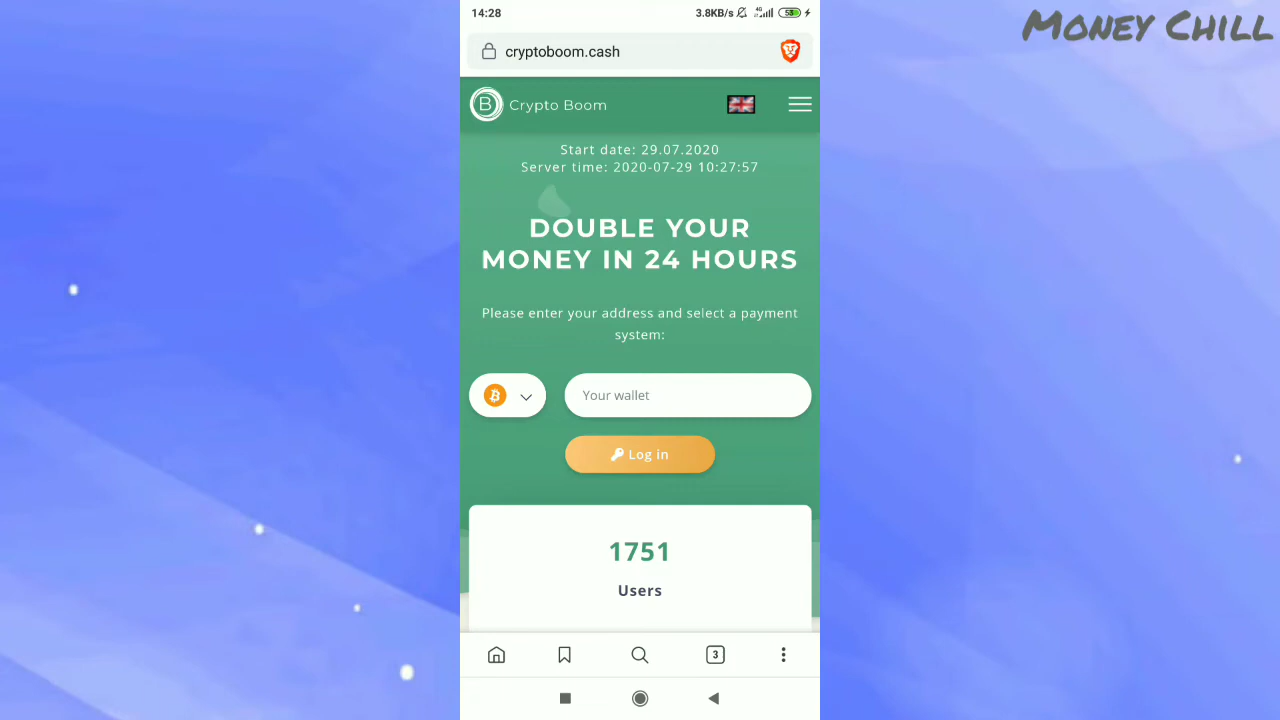 Money Chill
14:28
3.8KB/s 4G 53
cryptoboom.cash
B Crypto Boom
Start date: 29.07.2020
Server time: 2020-07-29 10:27:57
DOUBLE YOUR
MONEY IN 24 HOURS
Please enter your address and select a payment
system:
Your wallet
Log in
1751
Users
3